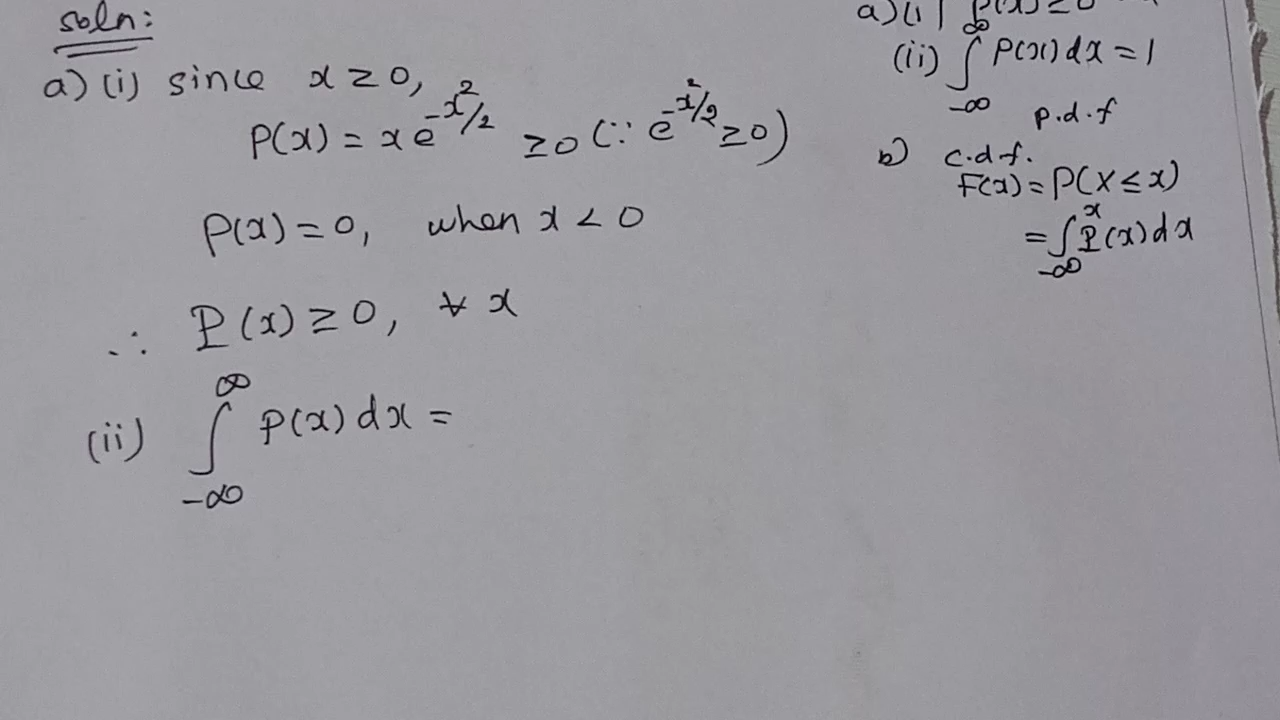 soln:
a) (i) since x ≥ 0,
P(x) = x e^{-x²/2} ≥ 0 (∵ e^{-x²/2} ≥ 0)
P(x) = 0, when x < 0
∴ P(x) ≥ 0, ∀ x
(ii) ∫_{-∞}^{∞} P(x) dx =
a) (i) P(x) ≥ 0
(ii) ∫_{-∞}^{∞} P(x) dx = 1
p.d.f
b) c.d.f.
F(x) = P(X ≤ x)
= ∫_{-∞}^{x} P(x) dx